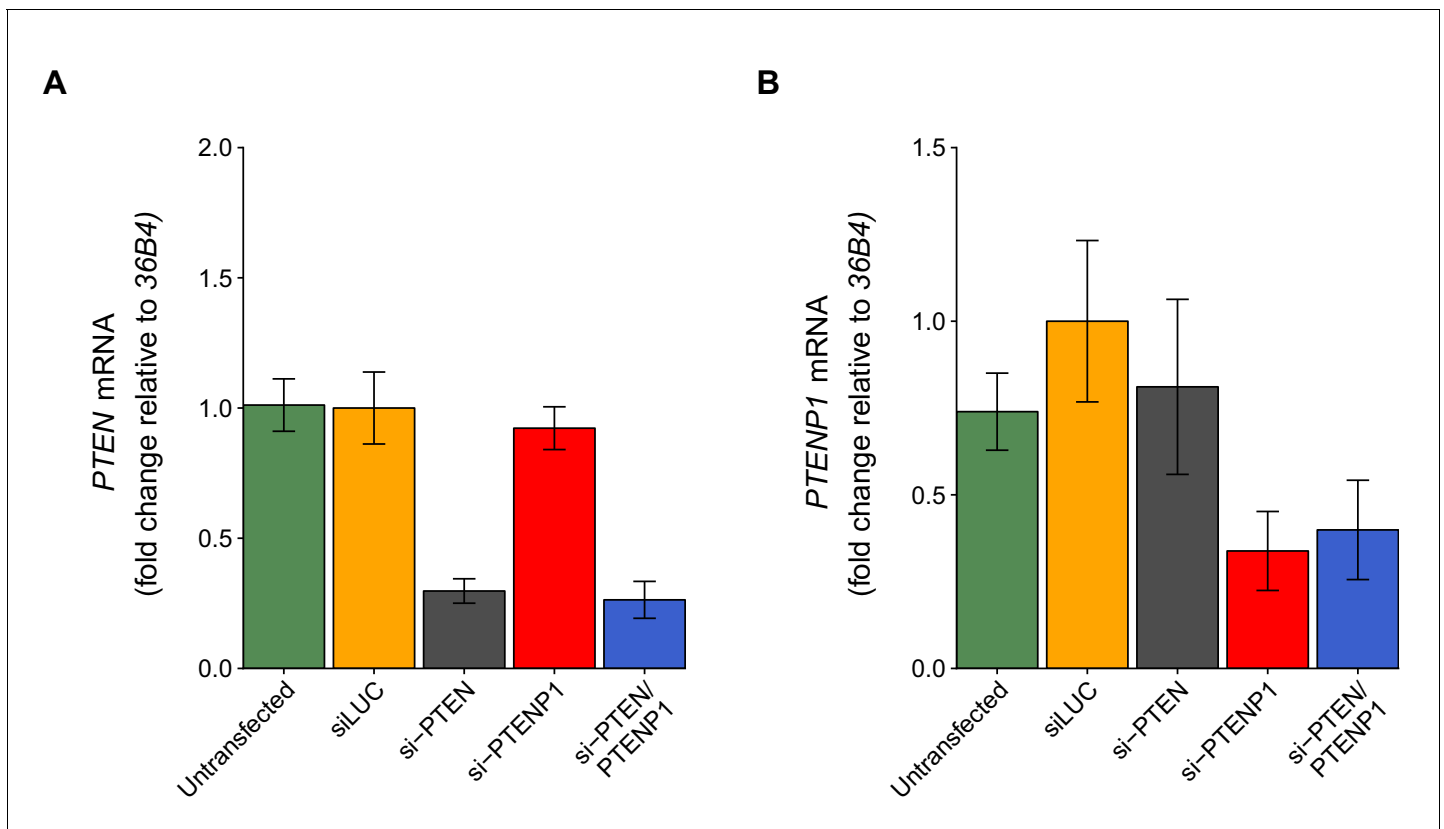 A
PTEN mRNA
(fold change relative to 36B4)
2.0
1.5
1.0
0.5
0.0
Untransfected
siLUC
si−PTEN
si−PTENP1
si−PTEN/
PTENP1
B
PTENP1 mRNA
(fold change relative to 36B4)
1.5
1.0
0.5
0.0
Untransfected
siLUC
si−PTEN
si−PTENP1
si−PTEN/
PTENP1